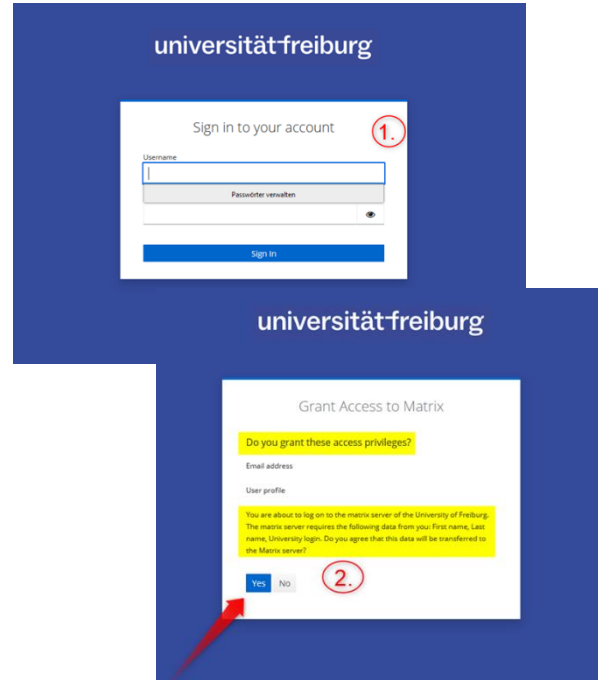 universität freiburg
Sign in to your account
1.
Username
Passwörter verwalten
Sign In
universität freiburg
Grant Access to Matrix
Do you grant these access privileges?
Email address
User profile
You are about to log on to the matrix server of the University of Freiburg.
The matrix server requires the following data from you: First name, Last
name, University login. Do you agree that this data will be transferred to
the Matrix server?
Yes No
2.